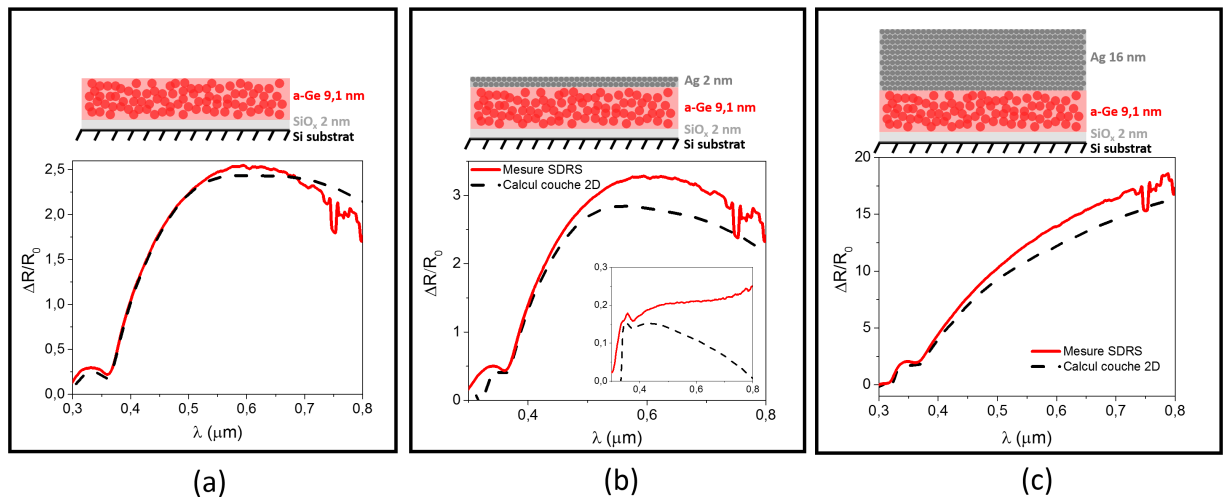 a-Ge 9,1 nm
SiOx 2 nm
Si substrat
2,5
2,0
1,5
1,0
0,5
0,0
ΔR/R0
0,3 0,4 0,5 0,6 0,7 0,8
λ (μm)
(a)
Ag 2 nm
a-Ge 9,1 nm
SiOx 2 nm
Si substrat
Mesure SDRS
Calcul couche 2D
3
2
1
0
ΔR/R0
0,3
0,2
0,1
0,0
0,4 0,6 0,8
0,4 0,6 0,8
λ (μm)
(b)
Ag 16 nm
a-Ge 9,1 nm
SiOx 2 nm
Si substrat
20
15
10
5
0
ΔR/R0
Mesure SDRS
Calcul couche 2D
0,3 0,4 0,5 0,6 0,7 0,8
λ (μm)
(c)